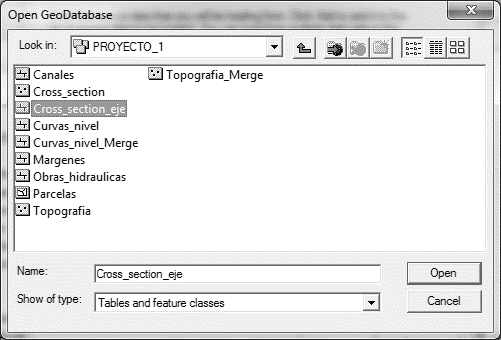 Open GeoDatabase
Look in: PROYECTO_1
Canales
Cross_section
Cross_section_eje
Curvas_nivel
Curvas_nivel_Merge
Margenes
Obras_hidraulicas
Parcelas
Topografia
Topografia_Merge
Name: Cross_section_eje
Open
Show of type: Tables and feature classes
Cancel